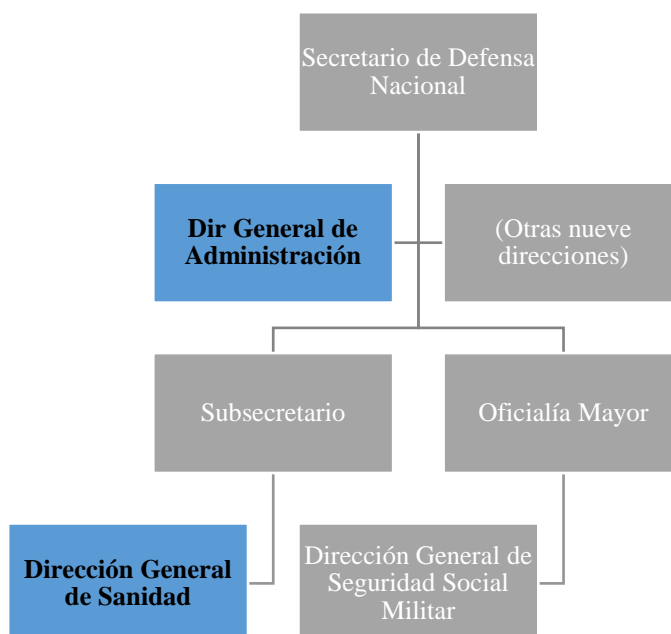 Secretario de Defensa
Nacional
Dir General de
Administración
(Otras nueve
direcciones)
Subsecretario
Oficialía Mayor
Dirección General
de Sanidad
Dirección General de
Seguridad Social
Militar